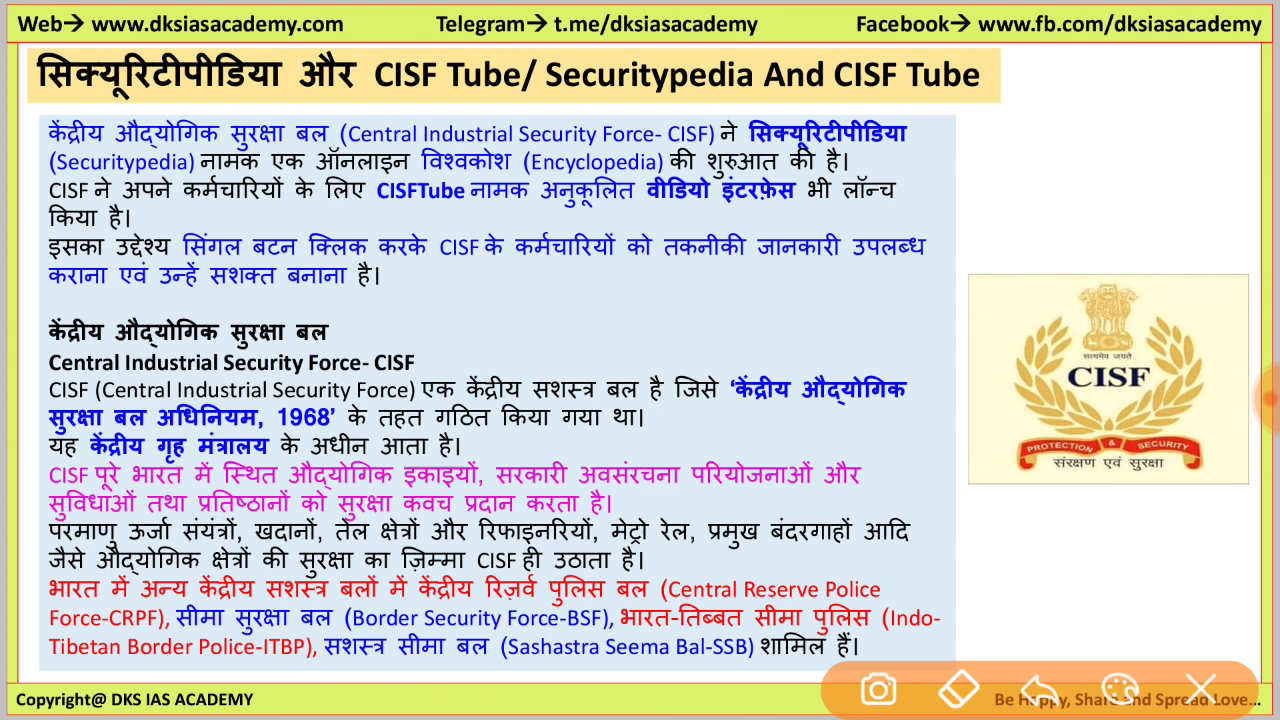 Web→ www.dksiasacademy.com Telegram→ t.me/dksiasacademy Facebook→ www.fb.com/dksiasacademy
सिक्यूरिटीपीडिया और CISF Tube/ Securitypedia And CISF Tube
केंद्रीय औद्योगिक सुरक्षा बल (Central Industrial Security Force- CISF) ने सिक्यूरिटीपीडिया
(Securitypedia) नामक एक ऑनलाइन विश्वकोश (Encyclopedia) की शुरुआत की है।
CISF ने अपने कर्मचारियों के लिए CISFTube नामक अनुकूलित वीडियो इंटरफ़ेस भी लॉन्च
किया है।
इसका उद्देश्य सिंगल बटन क्लिक करके CISF के कर्मचारियों को तकनीकी जानकारी उपलब्ध
कराना एवं उन्हें सशक्त बनाना है।
केंद्रीय औद्योगिक सुरक्षा बल
Central Industrial Security Force- CISF
CISF (Central Industrial Security Force) एक केंद्रीय सशस्त्र बल है जिसे ‘केंद्रीय औद्योगिक
सुरक्षा बल अधिनियम, 1968’ के तहत गठित किया गया था।
यह केंद्रीय गृह मंत्रालय के अधीन आता है।
CISF पूरे भारत में स्थित औद्योगिक इकाइयों, सरकारी अवसंरचना परियोजनाओं और
सुविधाओं तथा प्रतिष्ठानों को सुरक्षा कवच प्रदान करता है।
परमाणु ऊर्जा संयंत्रों, खदानों, तेल क्षेत्रों और रिफाइनरियों, मेट्रो रेल, प्रमुख बंदरगाहों आदि
जैसे औद्योगिक क्षेत्रों की सुरक्षा का ज़िम्मा CISF ही उठाता है।
भारत में अन्य केंद्रीय सशस्त्र बलों में केंद्रीय रिज़र्व पुलिस बल (Central Reserve Police
Force-CRPF), सीमा सुरक्षा बल (Border Security Force-BSF), भारत-तिब्बत सीमा पुलिस (Indo-
Tibetan Border Police-ITBP), सशस्त्र सीमा बल (Sashastra Seema Bal-SSB) शामिल हैं।
सत्यमेव जयते
CISF
PROTECTION & SECURITY
संरक्षण एवं सुरक्षा
Copyright@ DKS IAS ACADEMY Be Happy, Share and Spread Love...